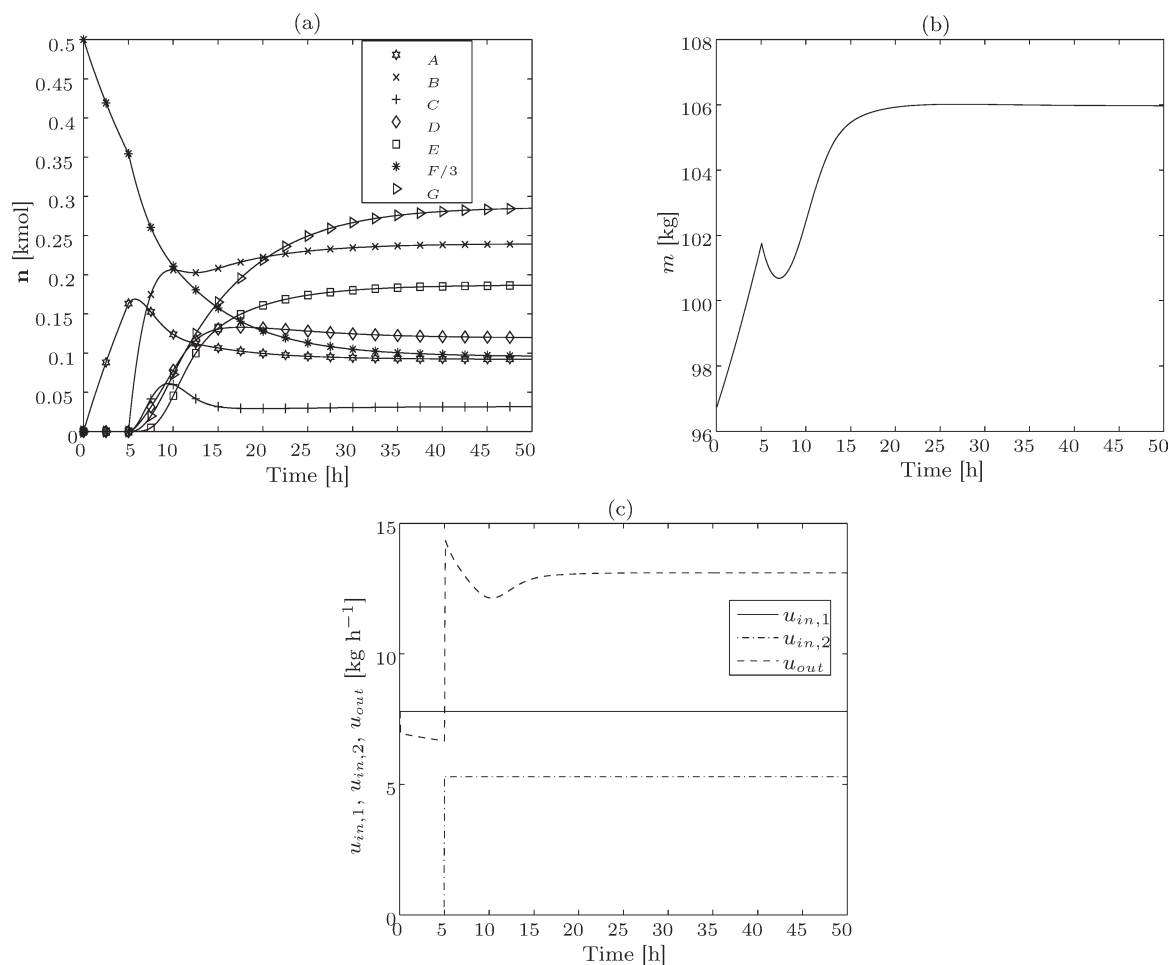 (a)
0.5
0.45
0.4
0.35
0.3
0.25
0.2
0.15
0.1
0.05
0
n [kmol]
A
B
C
D
E
F/3
G
0 5 10 15 20 25 30 35 40 45 50
Time [h]
(b)
108
106
104
102
100
98
96
m [kg]
0 5 10 15 20 25 30 35 40 45 50
Time [h]
(c)
15
10
5
0
u_{in,1}, u_{in,2}, u_{out} [kg h⁻¹]
u_{in,1}
u_{in,2}
u_{out}
0 5 10 15 20 25 30 35 40 45 50
Time [h]